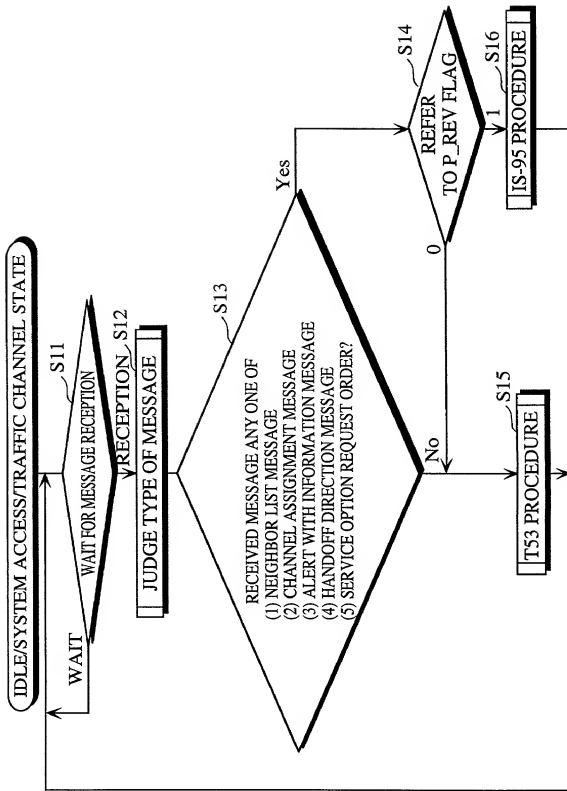 IDLE/SYSTEM ACCESS/TRAFFIC CHANNEL STATE
S11
WAIT FOR MESSAGE RECEPTION
WAIT
RECEPTION
S12
JUDGE TYPE OF MESSAGE
S13
RECEIVED MESSAGE ANY ONE OF
(1) NEIGHBOR LIST MESSAGE
(2) CHANNEL ASSIGNMENT MESSAGE
(3) ALERT WITH INFORMATION MESSAGE
(4) HANDOFF DIRECTION MESSAGE
(5) SERVICE OPTION REQUEST ORDER?
Yes
No
S14
REFER
TO P_REV FLAG
0
1
S15
T53 PROCEDURE
S16
IS-95 PROCEDURE